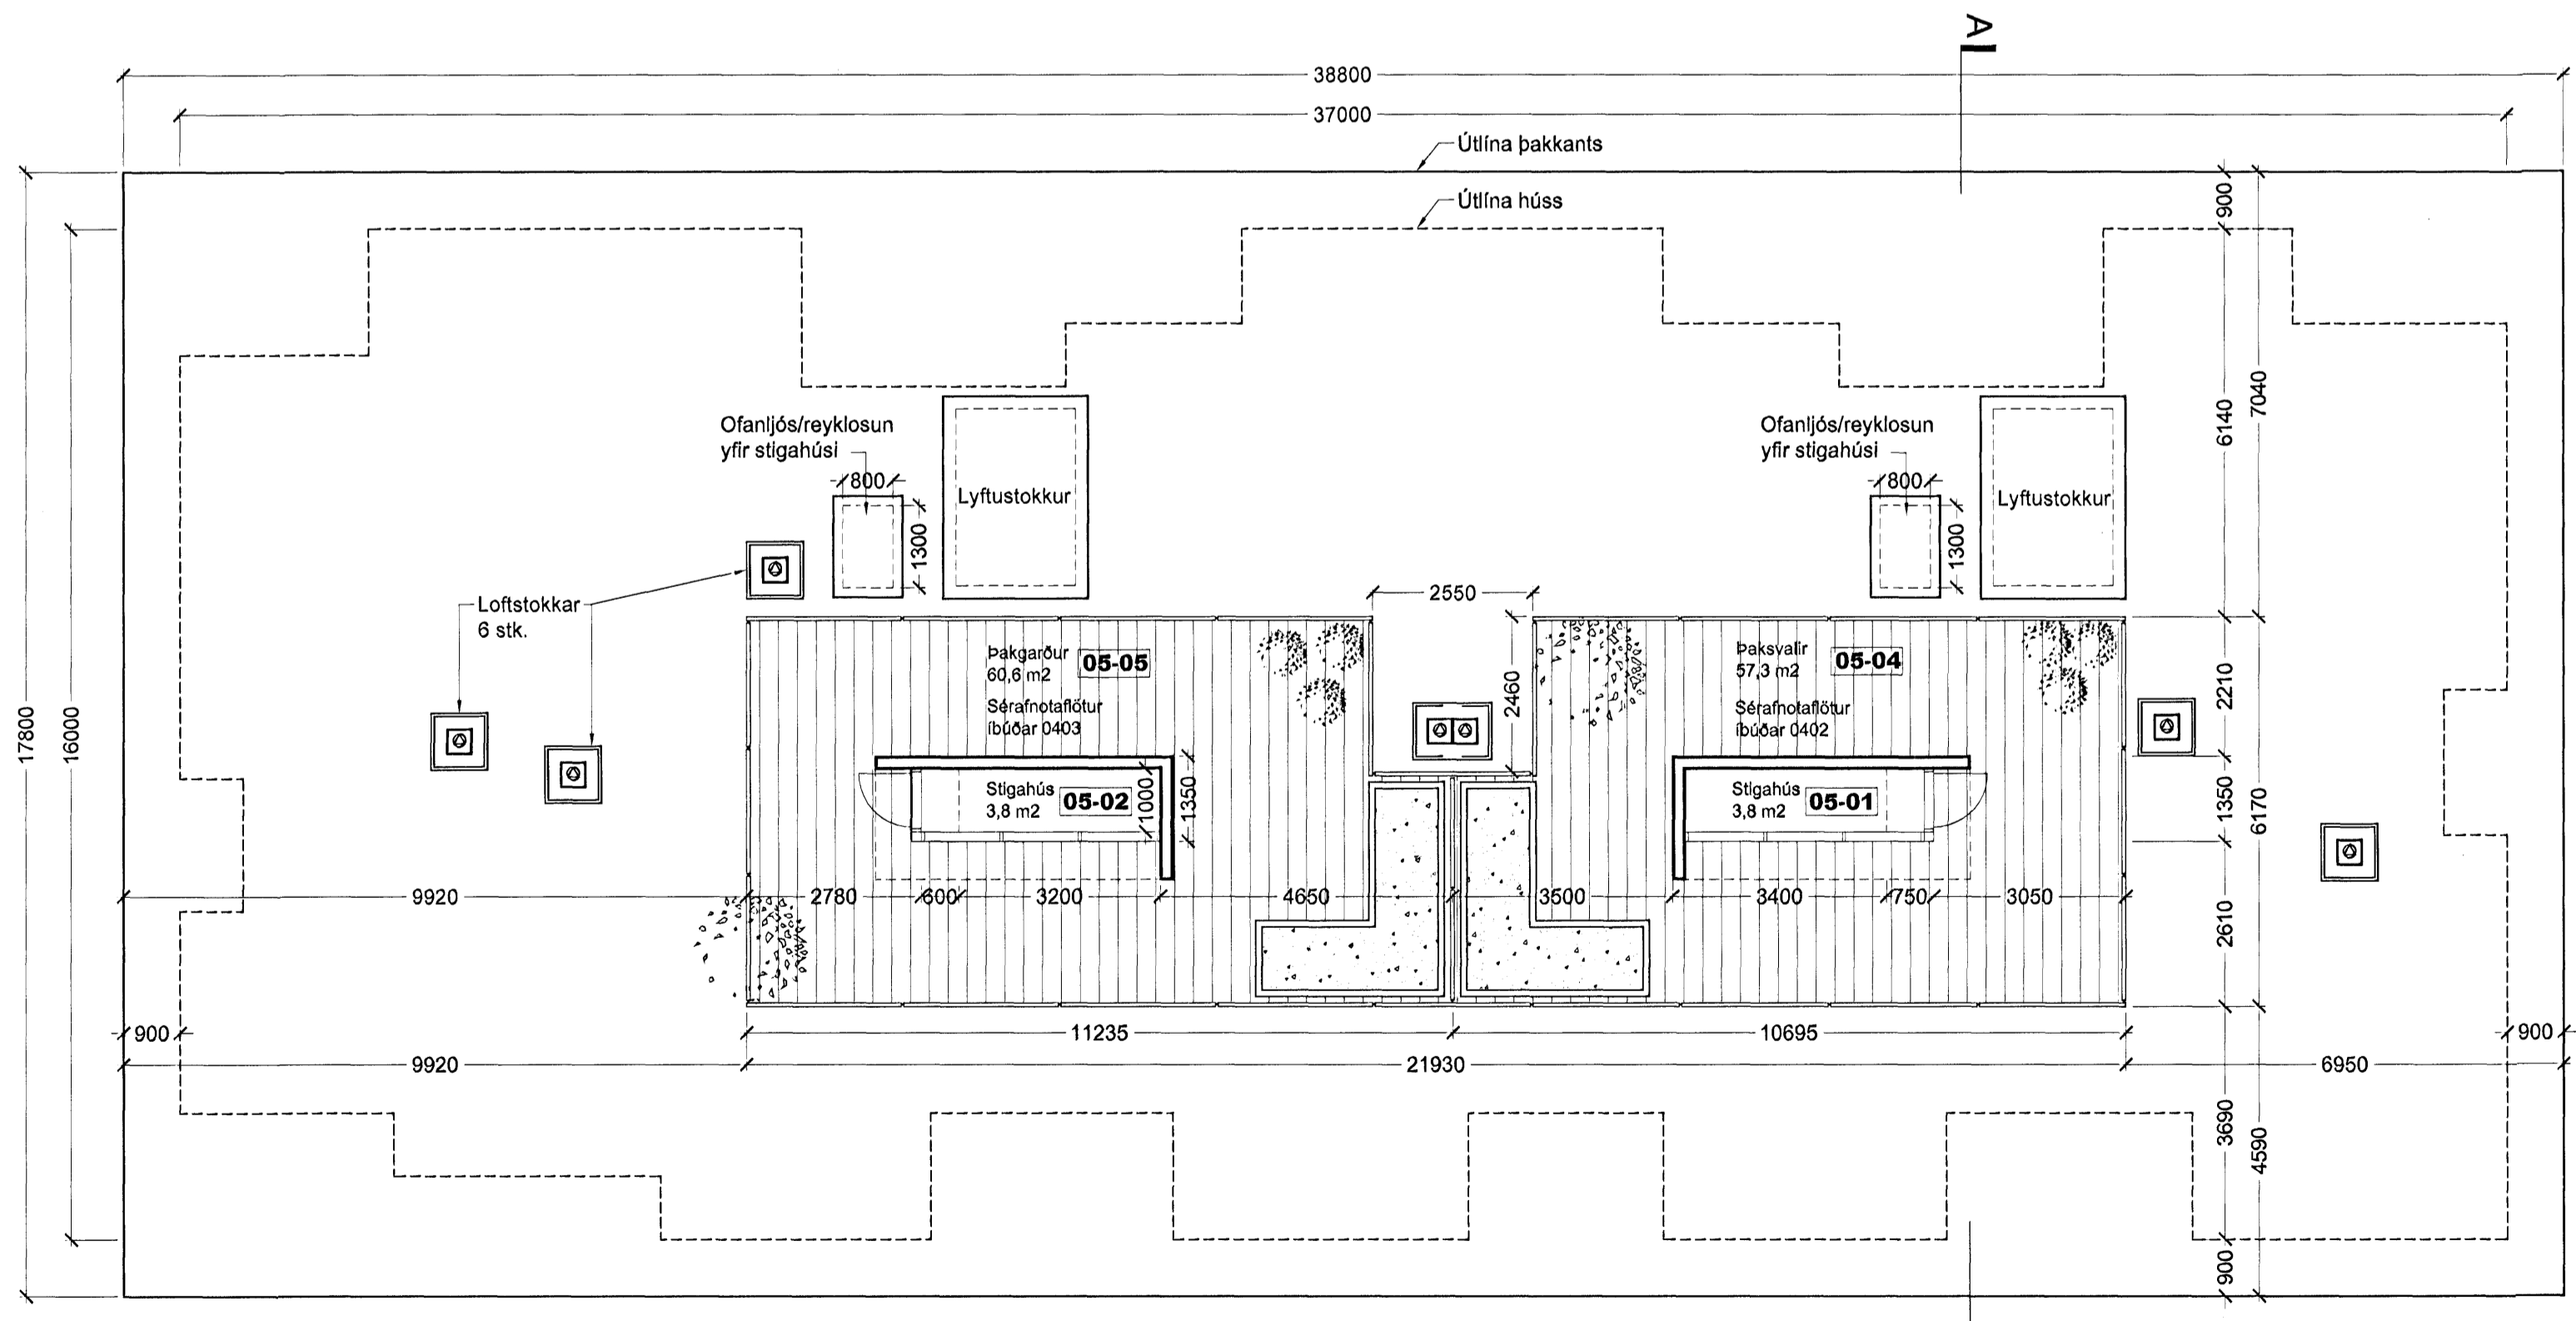 A
38800
37000
Útlína þakkants
Útlína húss
900
7040
6140
Ofanljós/reyklosun
yfir stigahúsi
800
1300
Lyftustokkur
Ofanljós/reyklosun
yfir stigahúsi
800
1300
Lyftustokkur
Loftstokkar
6 stk.
2550
2460
Þakgarður
60,6 m2
05-05
Sérafnotaflötur
íbúðar 0403
Þaksvalir
57,3 m2
05-04
Sérafnotaflötur
íbúðar 0402
2210
17800
16000
Stigahús
3,8 m2
05-02
1000
1350
Stigahús
3,8 m2
05-01
1350
6170
9920
2780
600
3200
4650
3500
3400
750
3050
2610
900
11235
10695
900
9920
21930
6950
3690
4590
900